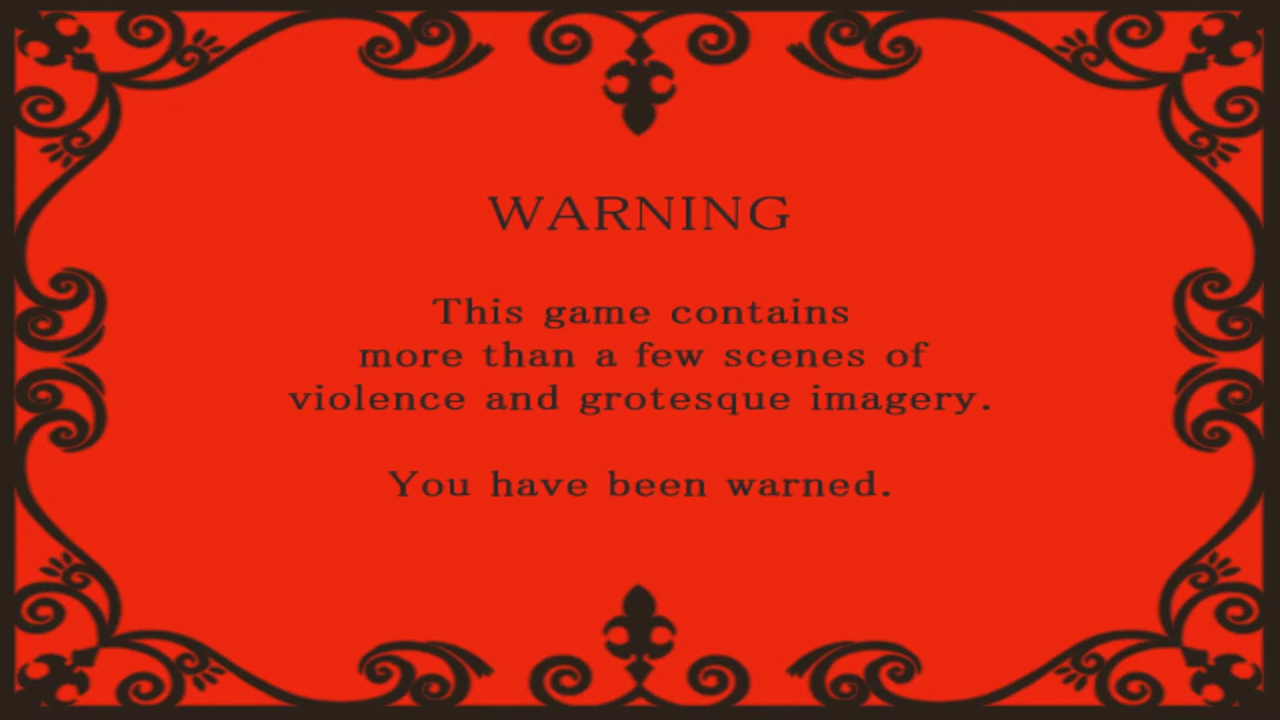 WARNING
This game contains
more than a few scenes of
violence and grotesque imagery.
You have been warned.